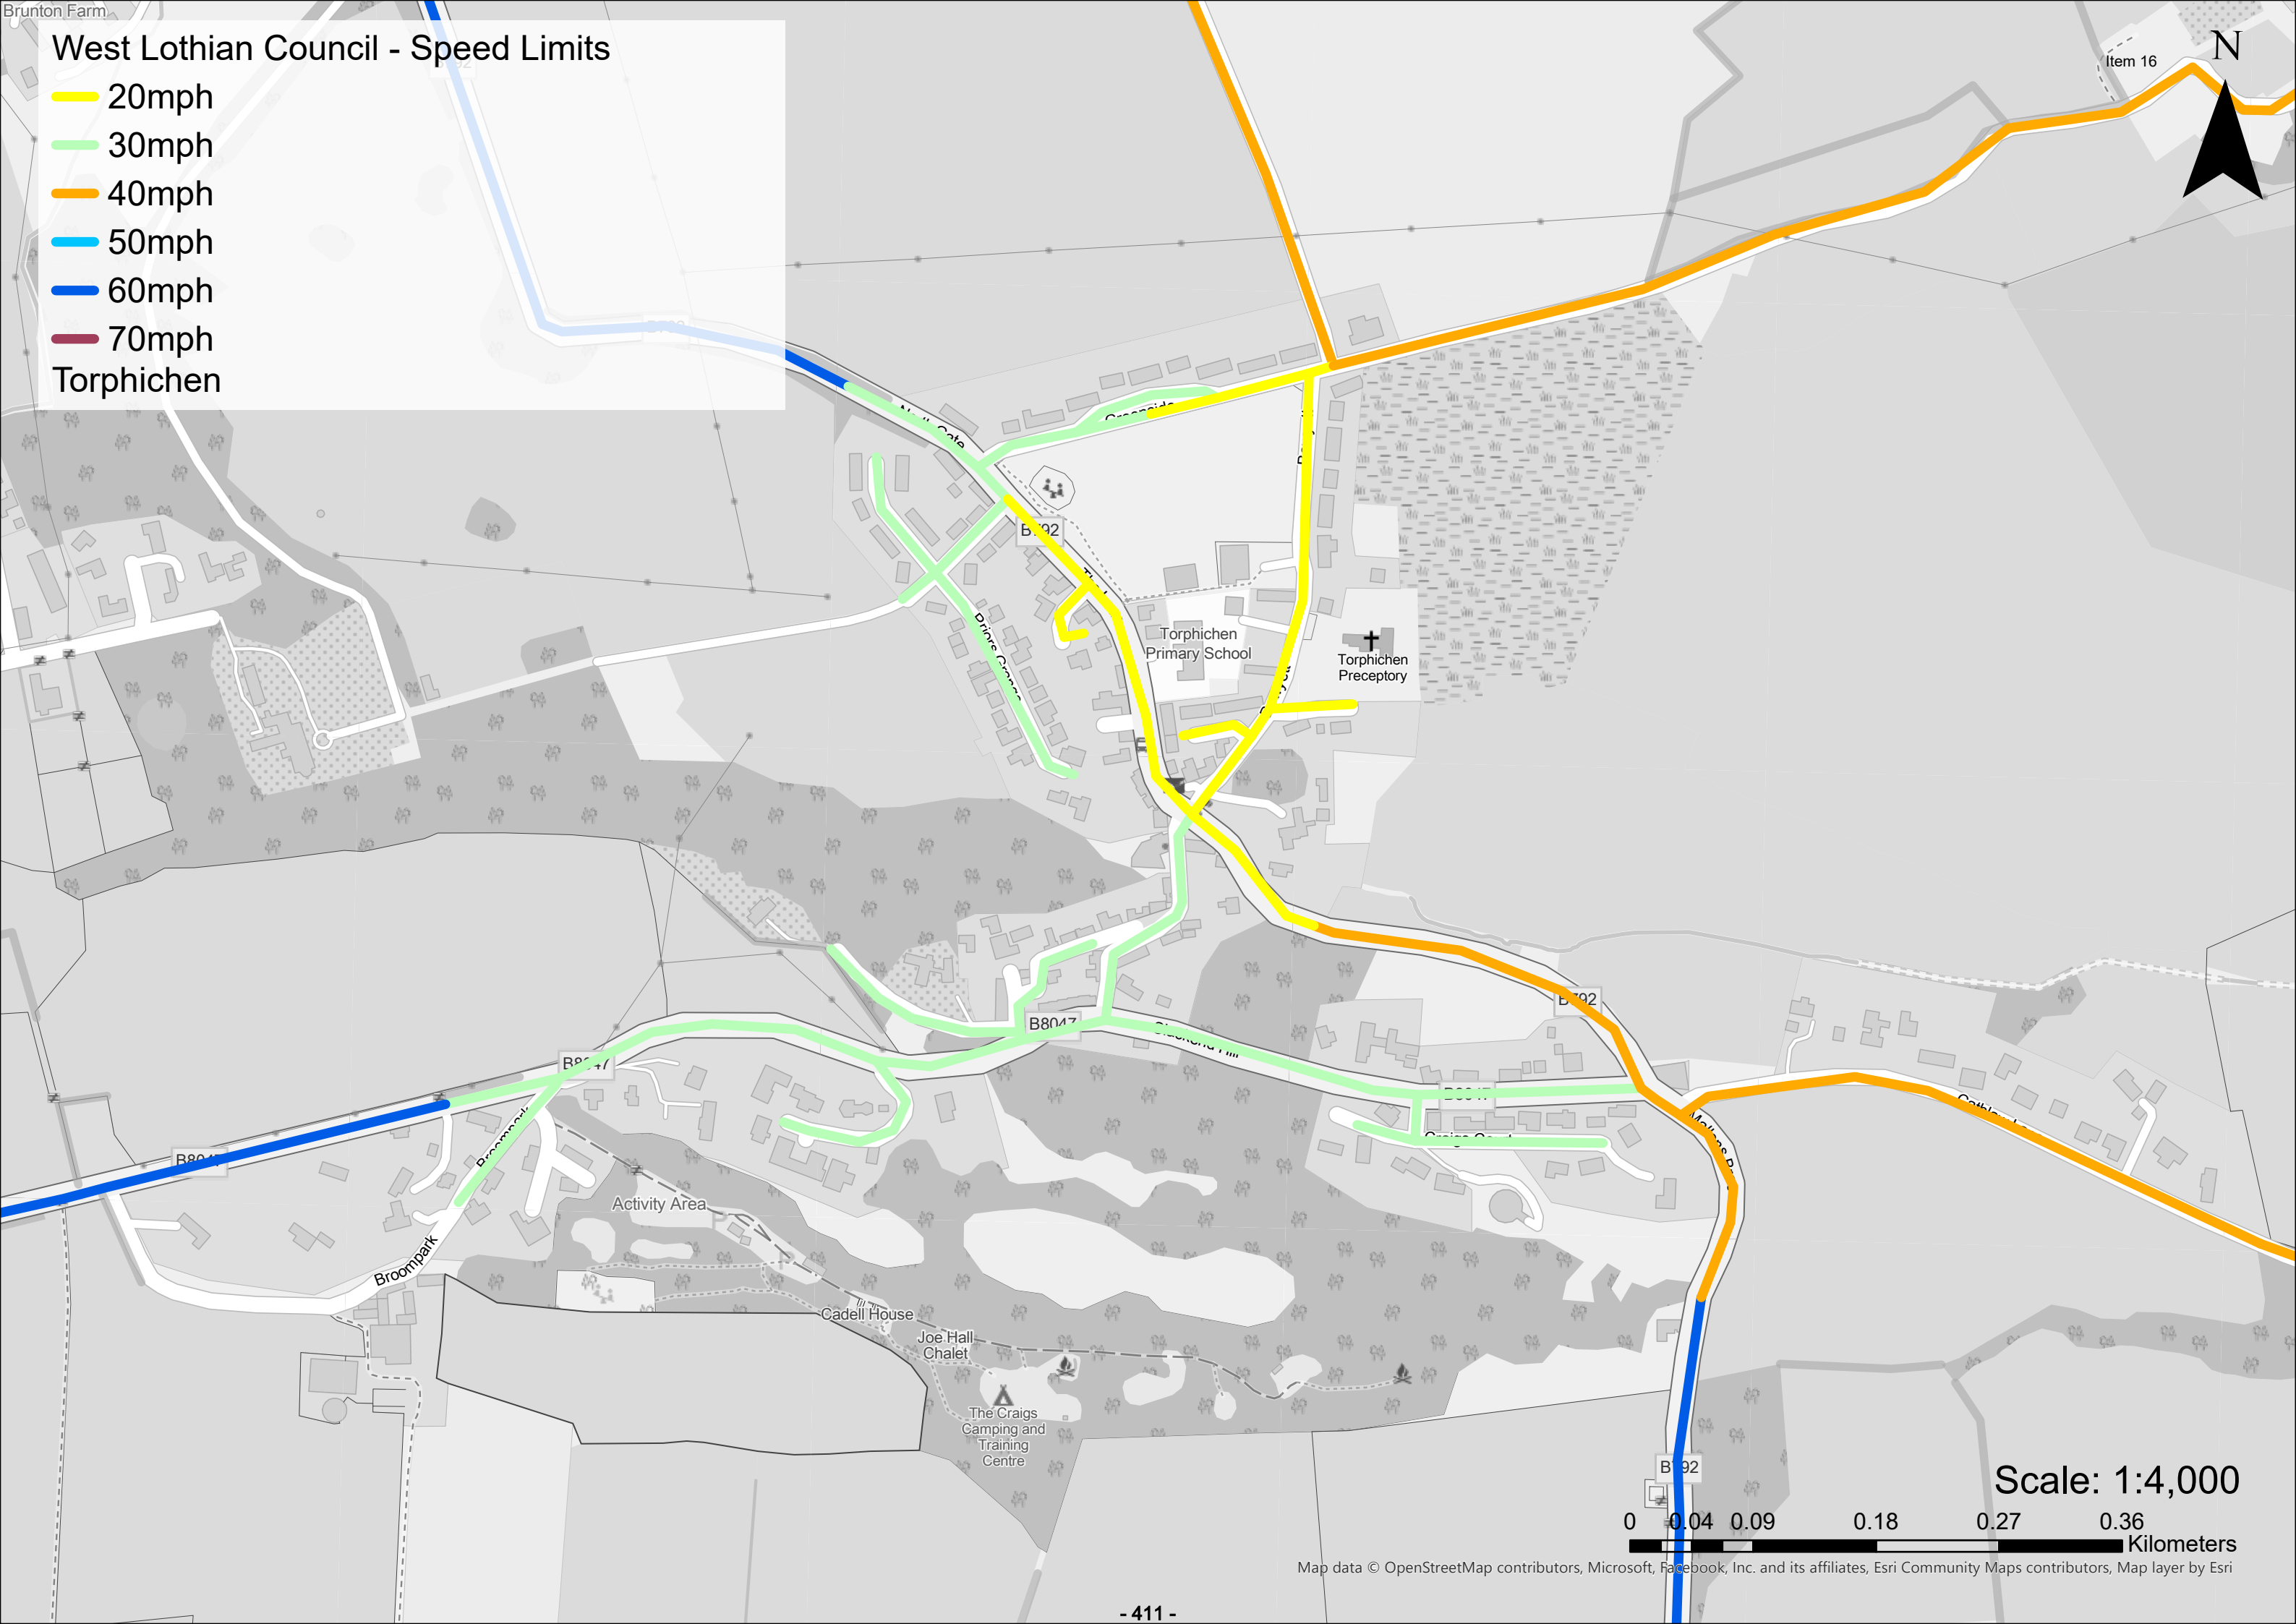 Brunton Farm
West Lothian Council - Speed Limits
20mph
30mph
40mph
50mph
60mph
70mph
Torphichen
Item 16
N
B792
Torphichen
Primary School
Torphichen
Preceptory
B792
B8047
B8047
B8047
Broompark
Broompark
Activity Area
Cadell House
Joe Hall
Chalet
The Craigs
Camping and
Training
Centre
B792
Scale: 1:4,000
0 0.04 0.09 0.18 0.27 0.36
Kilometers
Map data © OpenStreetMap contributors, Microsoft, Facebook, Inc. and its affiliates, Esri Community Maps contributors, Map layer by Esri
- 411 -